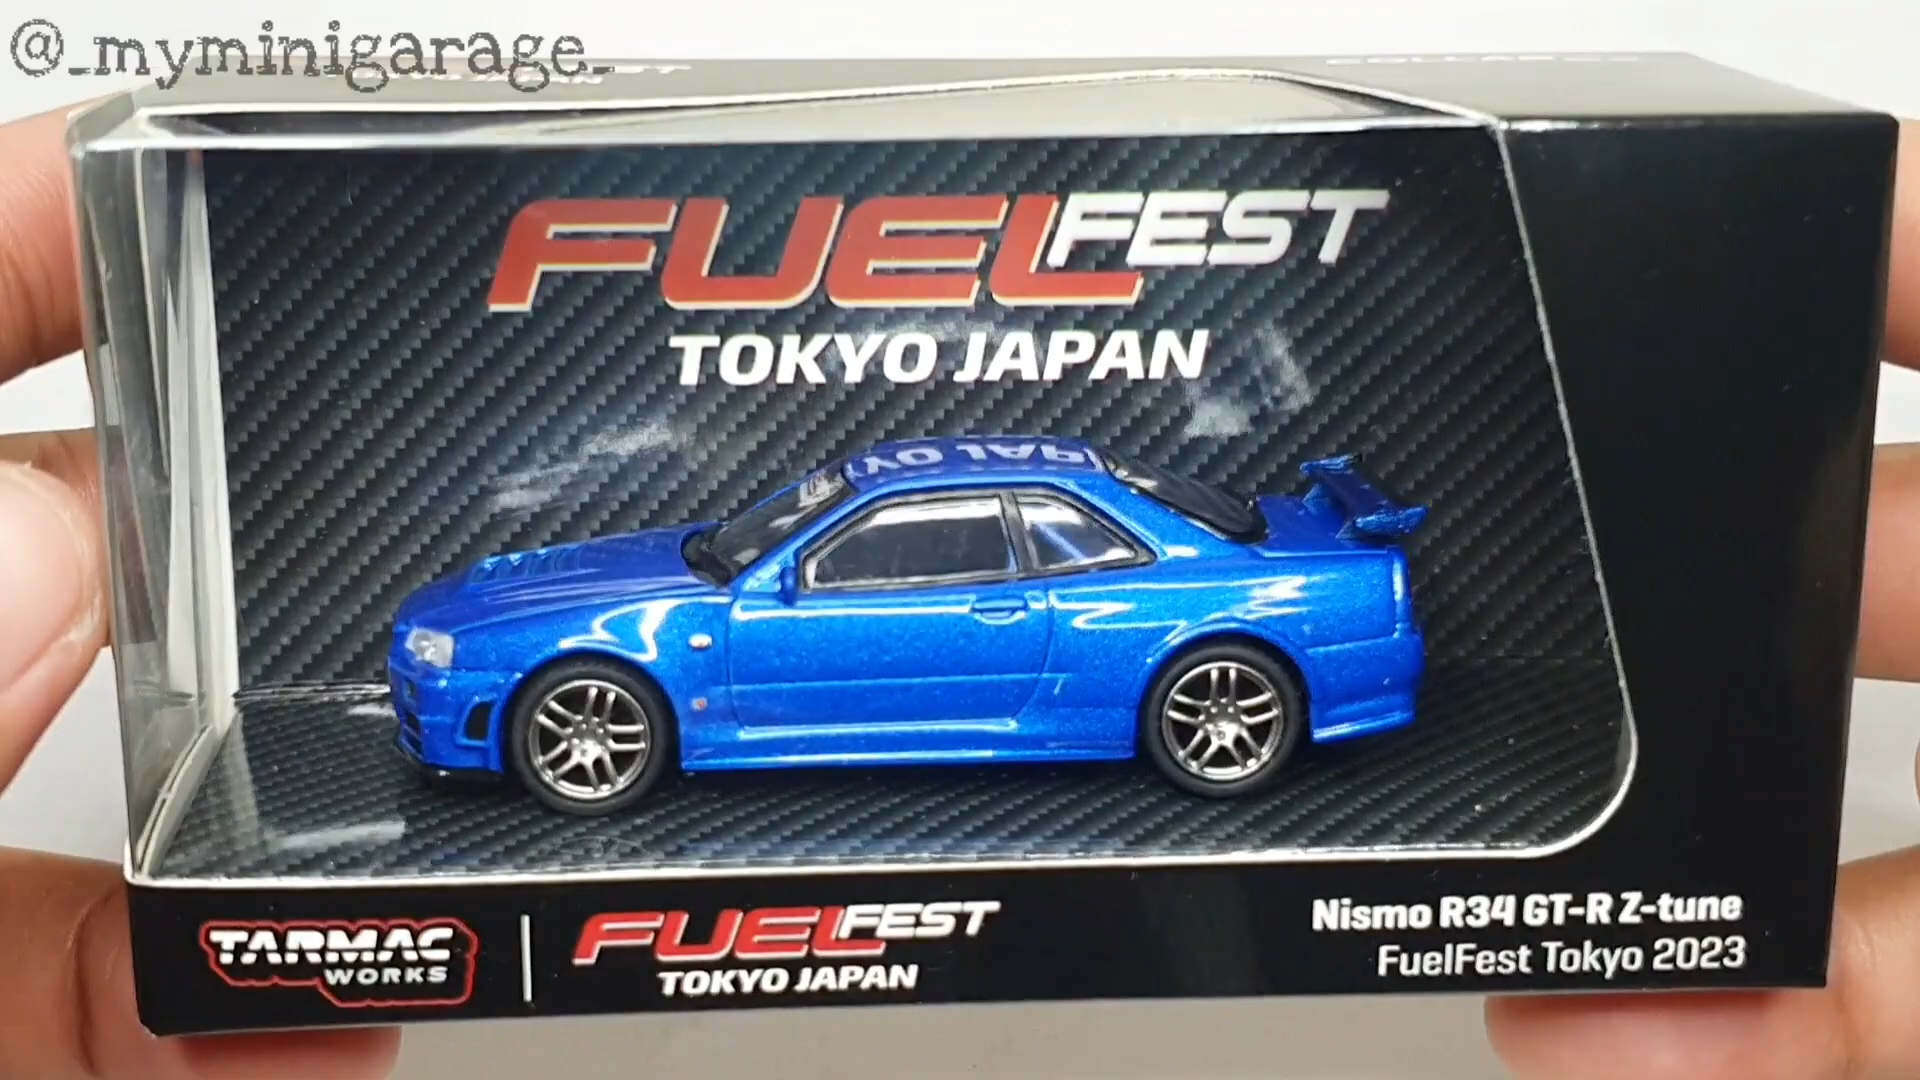 @_myminigarage_
FUELFEST
TOKYO JAPAN
TARMAC
WORKS
FUELFEST
TOKYO JAPAN
Nismo R34 GT-R Z-tune
FuelFest Tokyo 2023